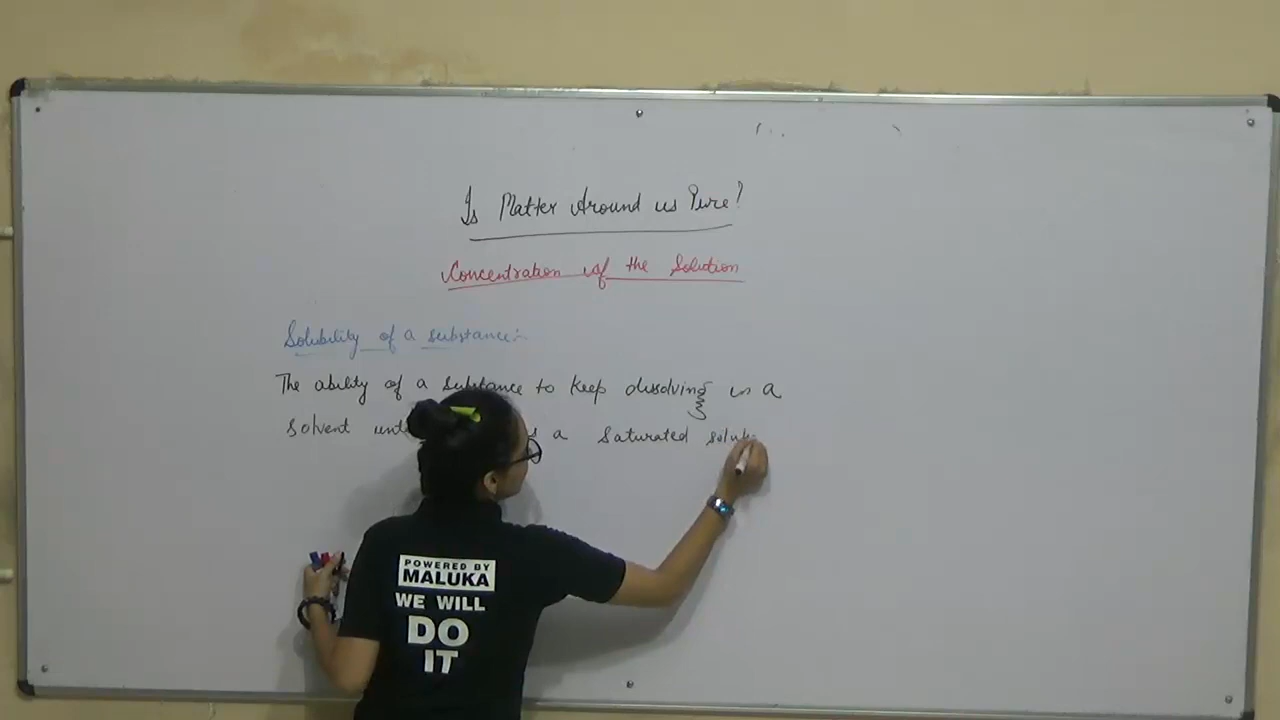 Is Matter Around us Pure?
Concentration of the Solution
Solubility of a substance:-
The ability of a substance to keep dissolving in a
solvent a saturated
POWERED BY
MALUKA
WE WILL
DO
IT